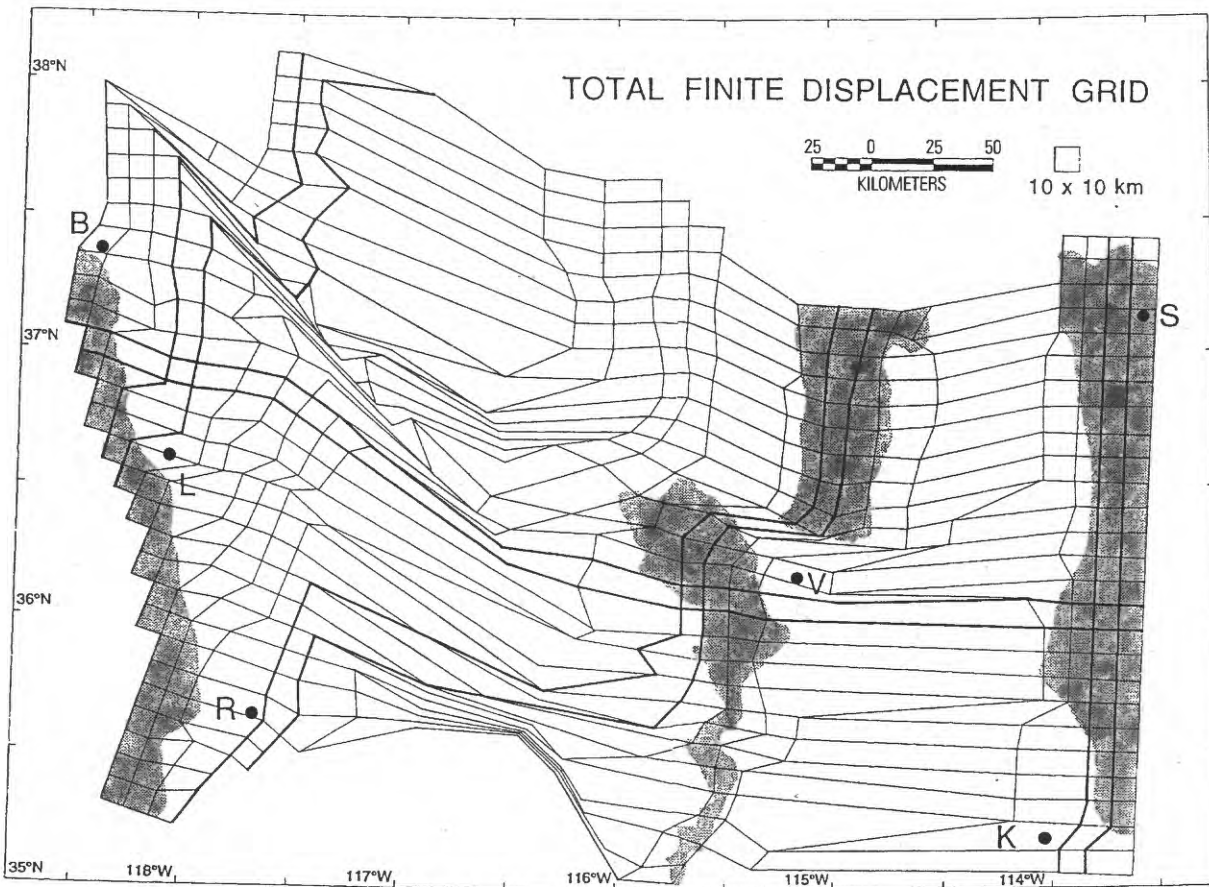 TOTAL FINITE DISPLACEMENT GRID
25 0 25 50
KILOMETERS
10 x 10 km
38°N
B
S
37°N
L
V
36°N
R
K
35°N
118°W 117°W 116°W 115°W 114°W